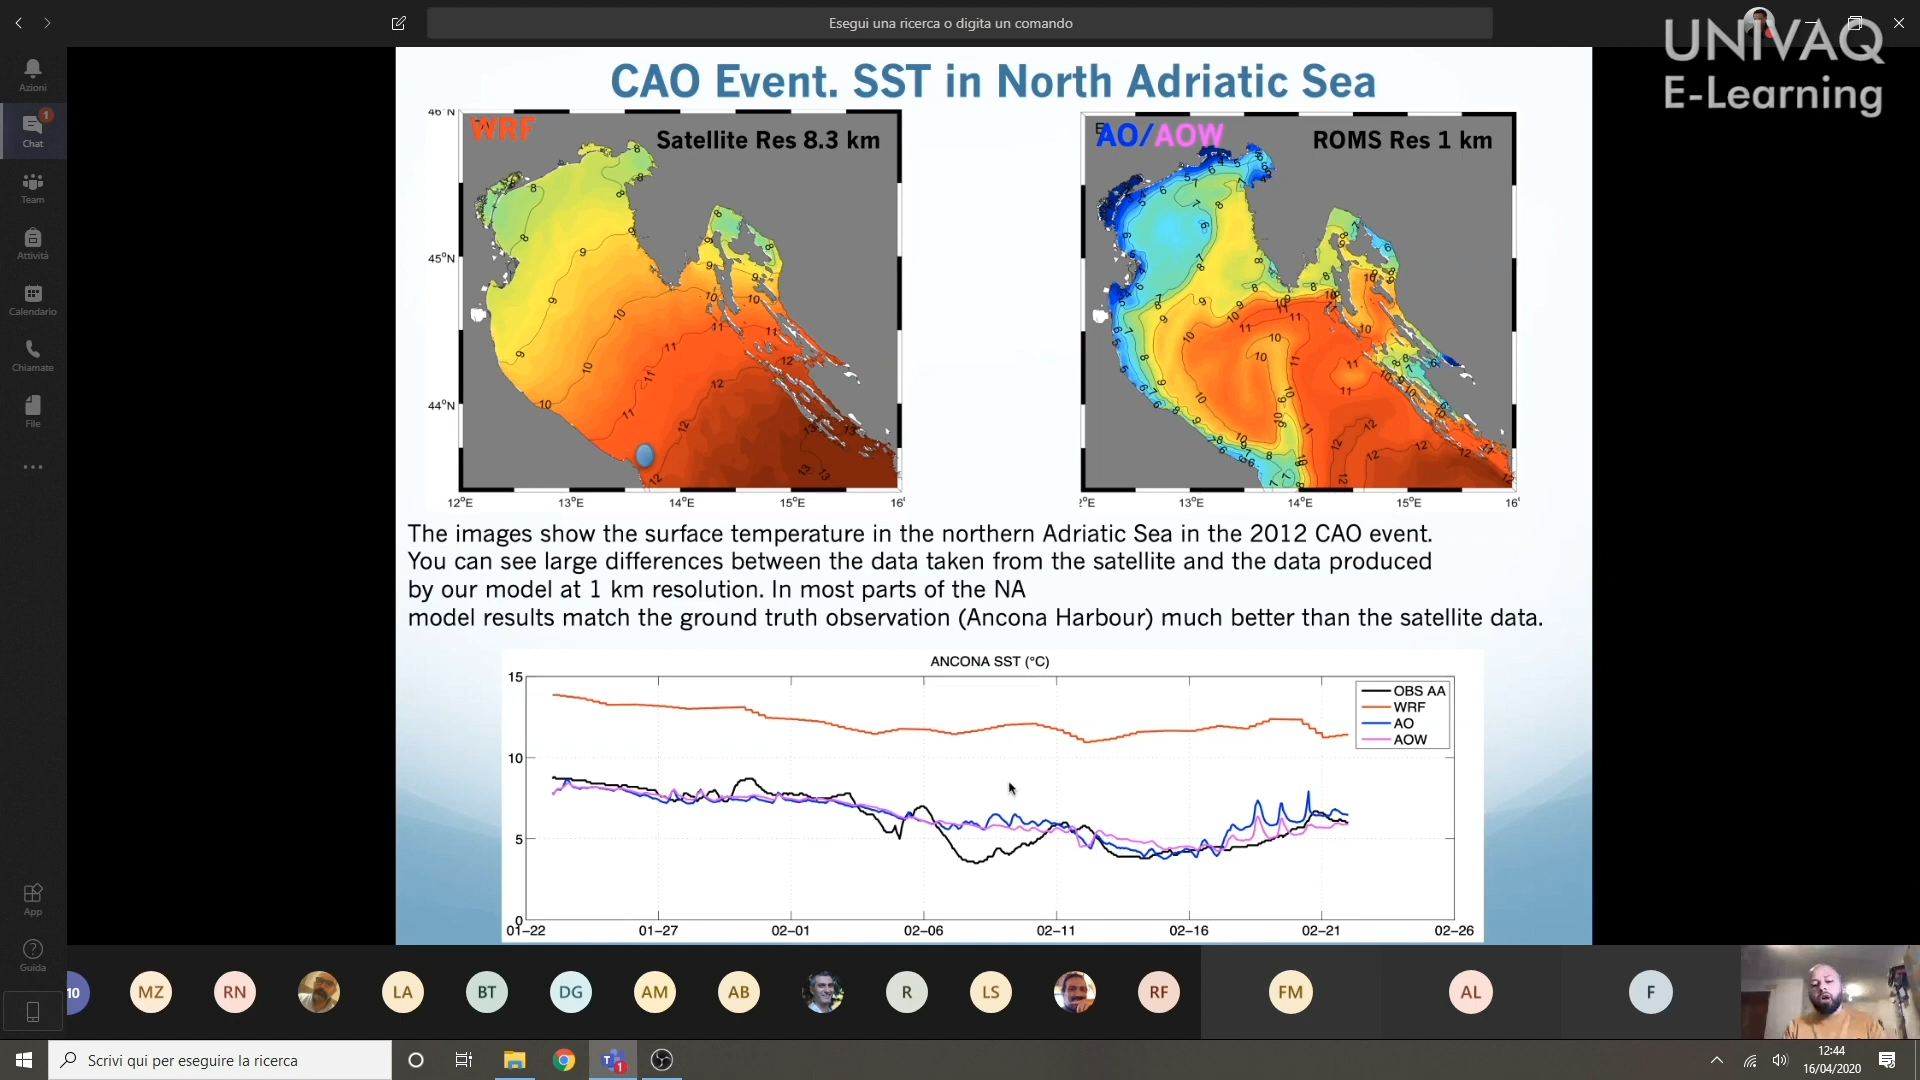 Esegui una ricerca o digita un comando
UNIVAQ
E-Learning
Azioni
1
Chat
Team
Attività
Calendario
Chiamate
File
App
Guida
CAO Event. SST in North Adriatic Sea
WRF
Satellite Res 8.3 km
AO/AOW
ROMS Res 1 km
46°N
45°N
44°N
12°E 13°E 14°E 15°E 16
13°E 14°E 15°E 16
The images show the surface temperature in the northern Adriatic Sea in the 2012 CAO event.
You can see large differences between the data taken from the satellite and the data produced
by our model at 1 km resolution. In most parts of the NA
model results match the ground truth observation (Ancona Harbour) much better than the satellite data.
ANCONA SST (°C)
15
10
5
0
OBS AA
WRF
AO
AOW
01-22 01-27 02-01 02-06 02-11 02-16 02-21 02-26
10 MZ RN LA BT DG AM AB R LS RF FM AL F
Scrivi qui per eseguire la ricerca
12:44
16/04/2020